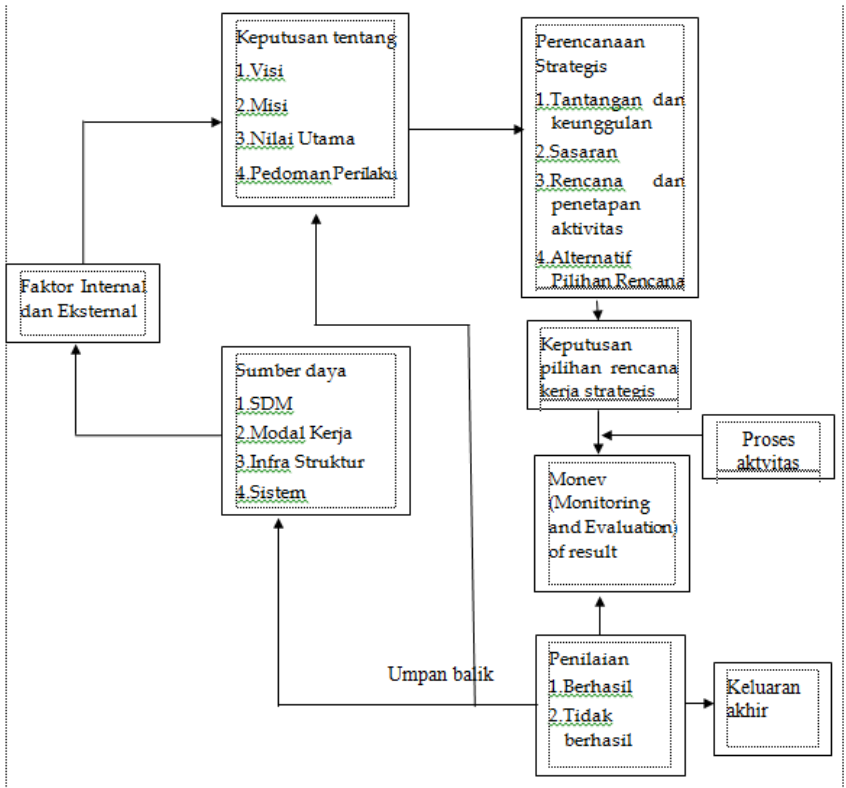 Keputusan tentang
1.Visi
2.Misi
3.Nilai Utama
4.Pedoman Perilaku
Perencanaan
Strategis
1.Tantangan dan
keunggulan
2.Sasaran
3.Rencana dan
penetapan
aktivitas
4.Alternatif
Pilihan Rencana
Faktor Internal
dan Eksternal
Sumber daya
1.SDM
2.Modal Kerja
3.Infra Struktur
4.Sistem
Keputusan
pilihan rencana
kerja strategis
Proses
aktvitas
Monev
(Monitoring
and Evaluation)
of result
Umpan balik
Penilaian
1.Berhasil
2.Tidak
berhasil
Keluaran
akhir